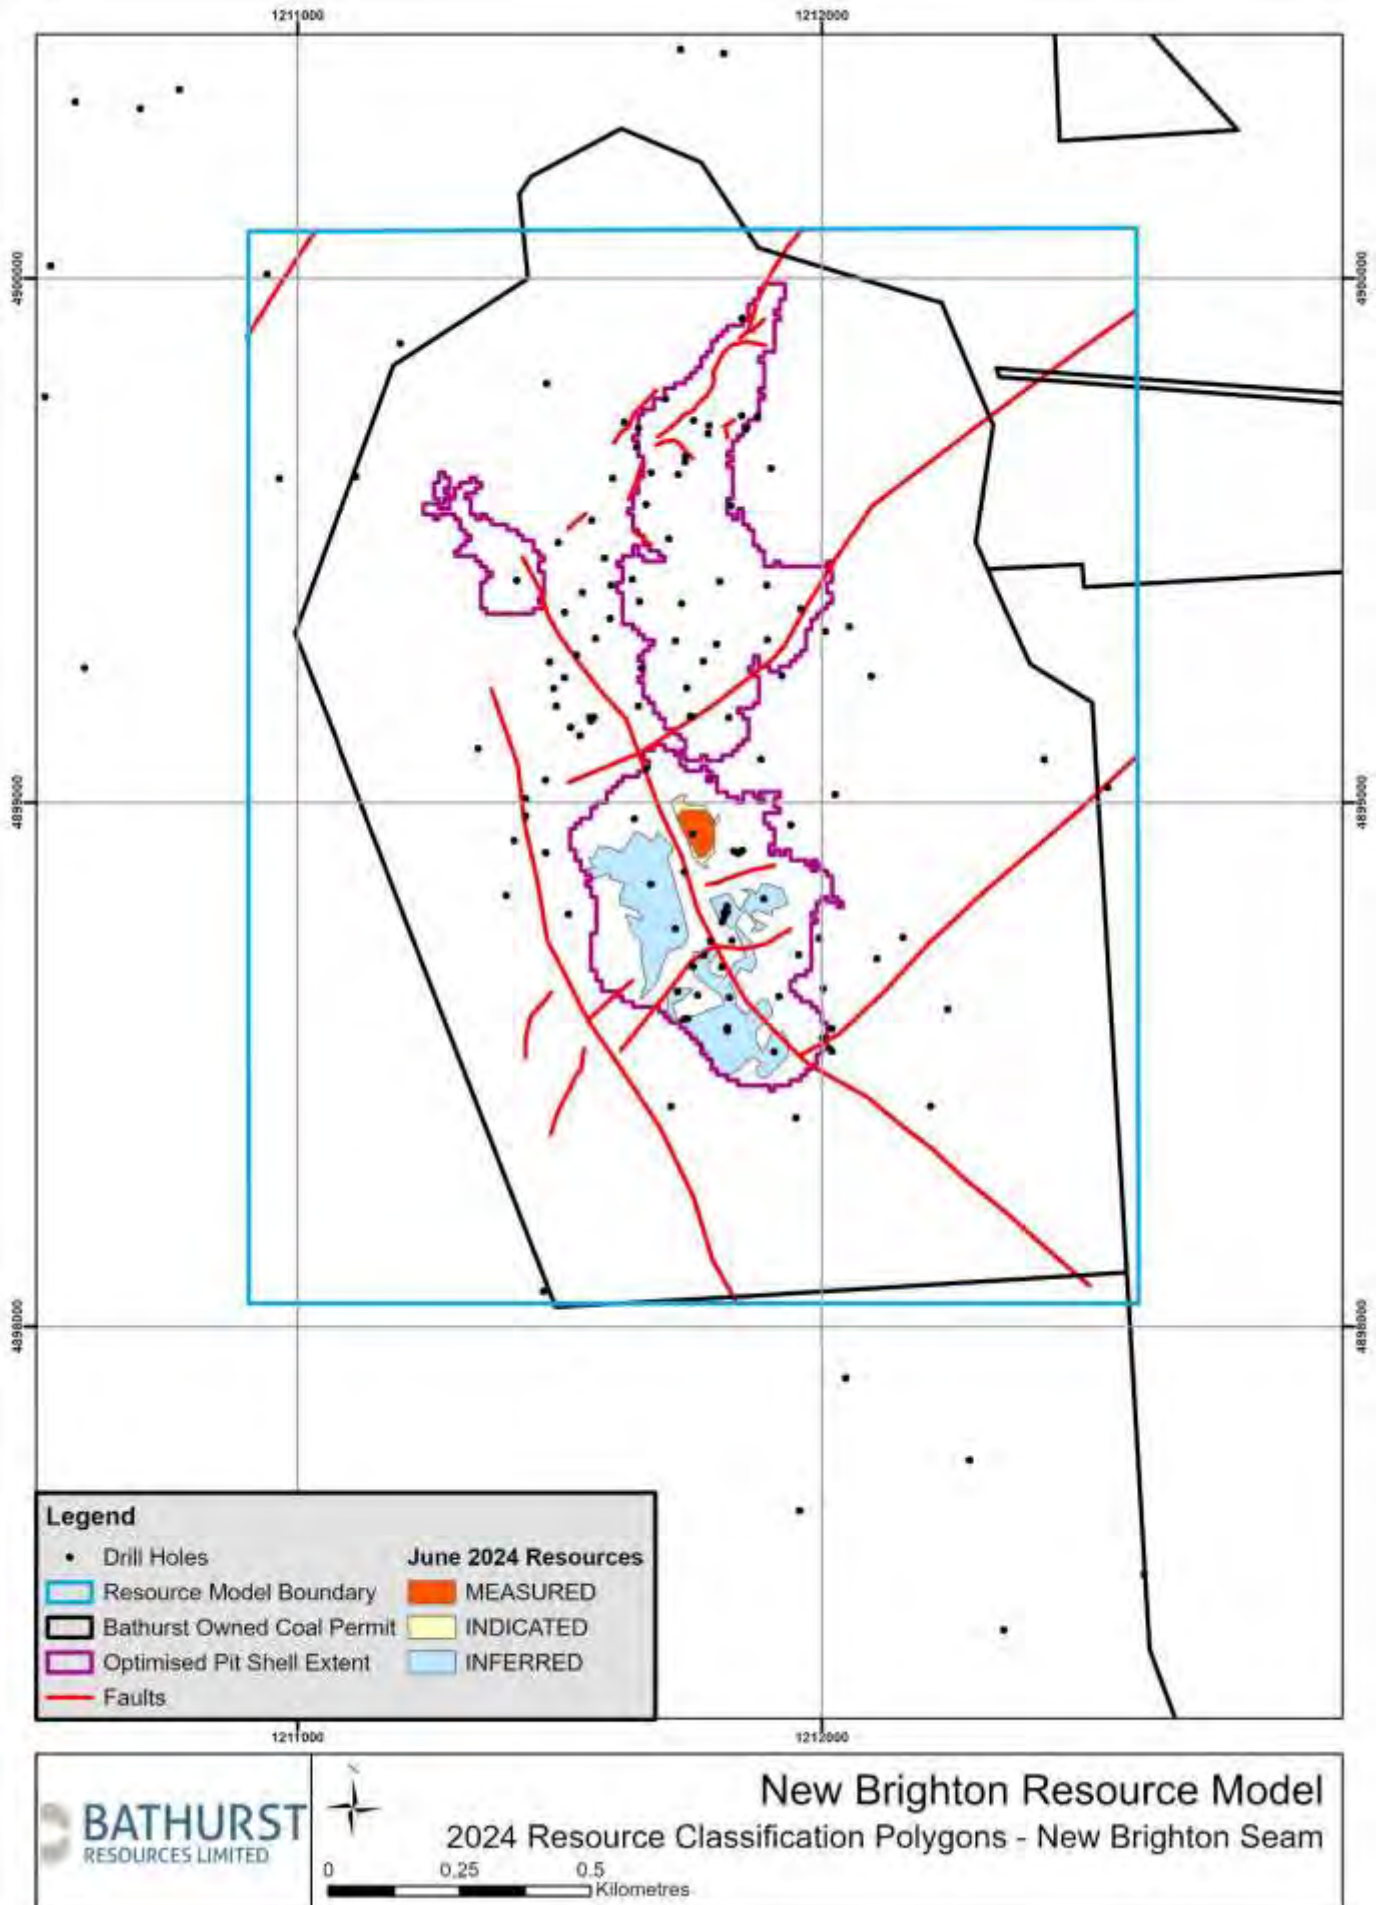 1211000 1212000
4900000 4900000
4899000 4899000
4898000 4898000
Legend
Drill Holes
Resource Model Boundary
Bathurst Owned Coal Permit
Optimised Pit Shell Extent
Faults
June 2024 Resources
MEASURED
INDICATED
INFERRED
1211000 1212000
BATHURST
RESOURCES LIMITED
New Brighton Resource Model
2024 Resource Classification Polygons - New Brighton Seam
0 0.25 0.5
Kilometres